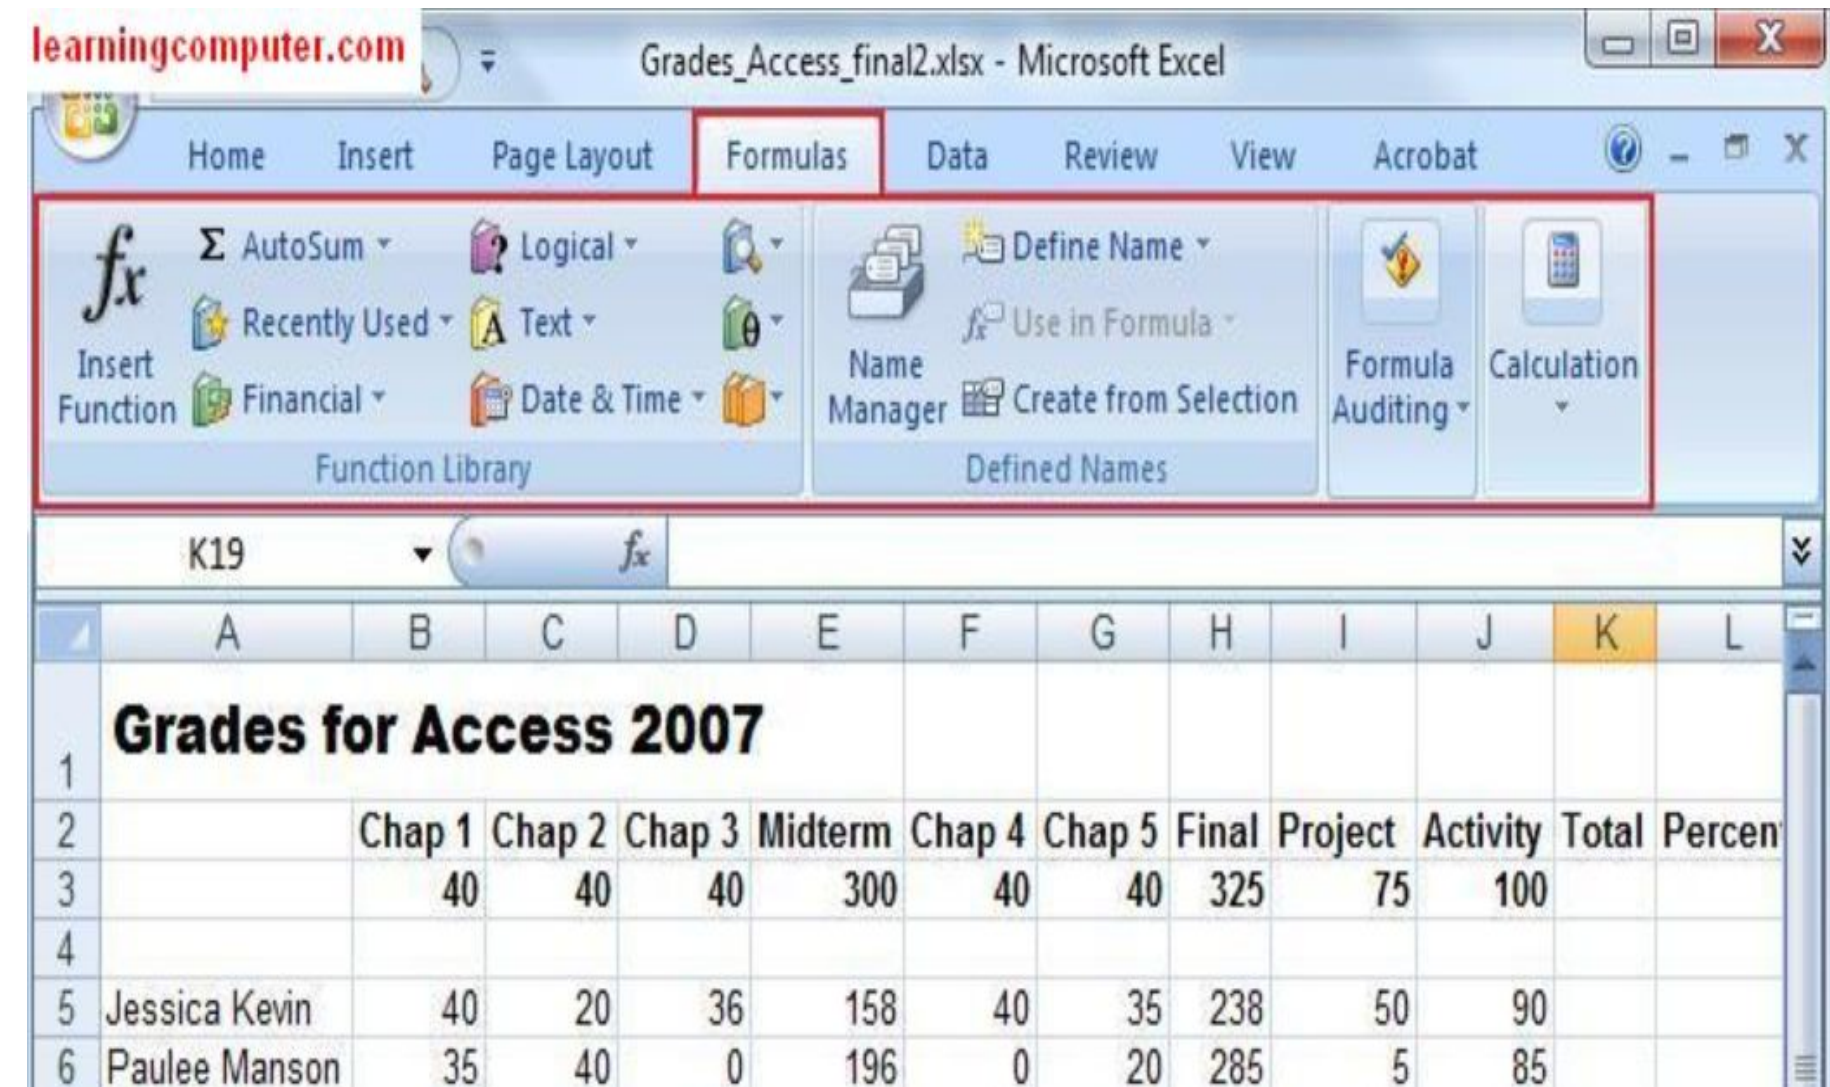 learningcomputer.com
Grades_Access_final2.xlsx - Microsoft Excel
Home Insert Page Layout Formulas Data Review View Acrobat
Σ AutoSum Logical Define Name
Recently Used Text Use in Formula
Insert Function Financial Date & Time Name Manager Create from Selection Formula Auditing Calculation
Function Library Defined Names
K19 fx
A B C D E F G H I J K L
1 Grades for Access 2007
2 Chap 1 Chap 2 Chap 3 Midterm Chap 4 Chap 5 Final Project Activity Total Percen
3 40 40 40 300 40 40 325 75 100
4
5 Jessica Kevin 40 20 36 158 40 35 238 50 90
6 Paulee Manson 35 40 0 196 0 20 285 5 85